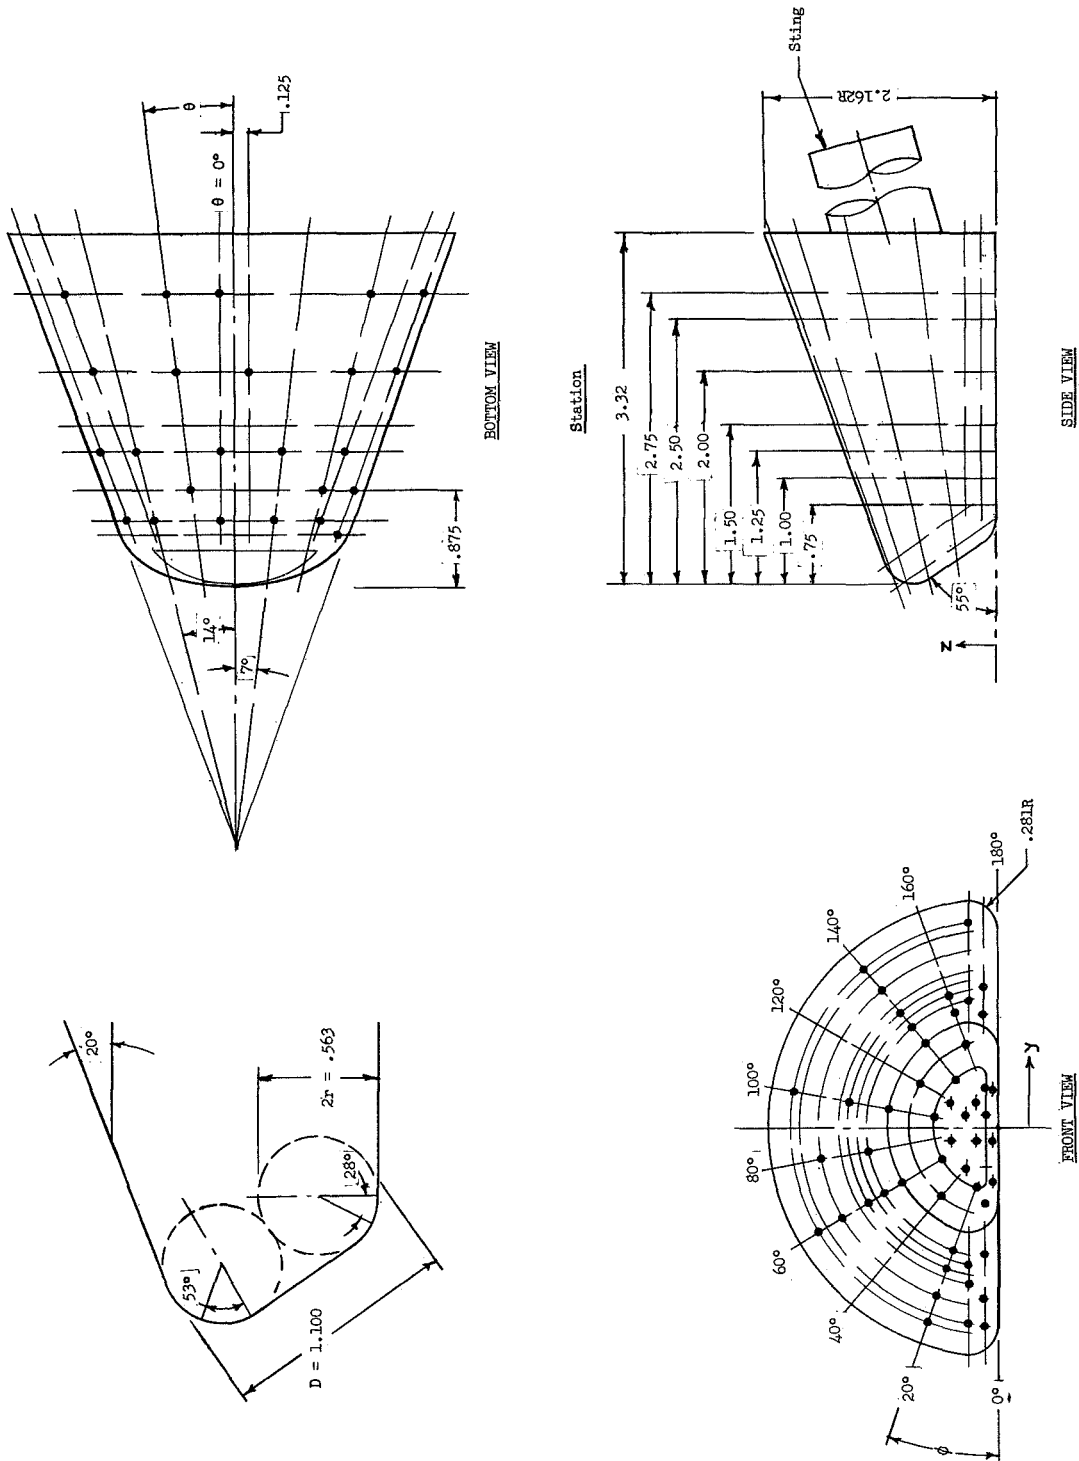 θ
.125
θ = 0°
14°
7°
.875
BOTTOM VIEW
20°
2r = .563
28°
53°
D = 1.100
Station
3.32
2.75
2.50
2.00
1.50
1.25
1.00
.75
55°
z
2.162R
Sting
SIDE VIEW
0°
20°
40°
60°
80°
100°
120°
140°
160°
180°
.281R
ϕ
y
FRONT VIEW